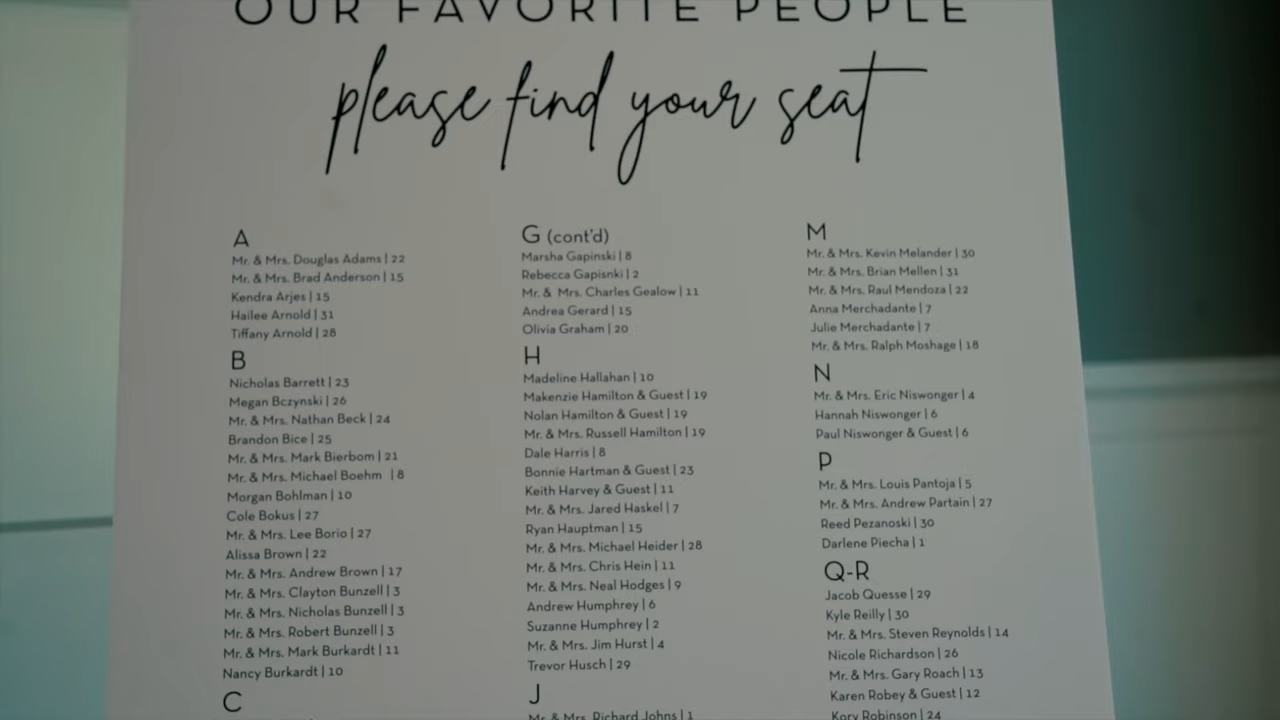 OUR FAVORITE PEOPLE
please find your seat
A
Mr. & Mrs. Douglas Adams | 22
Mr. & Mrs. Brad Anderson | 15
Kendra Arjes | 15
Hailee Arnold | 31
Tiffany Arnold | 28
B
Nicholas Barrett | 23
Megan Bczynski | 26
Mr. & Mrs. Nathan Beck | 24
Brandon Bice | 25
Mr. & Mrs. Mark Bierbom | 21
Mr. & Mrs. Michael Boehm | 8
Morgan Bohlman | 10
Cole Bokus | 27
Mr. & Mrs. Lee Borio | 27
Alissa Brown | 22
Mr. & Mrs. Andrew Brown | 17
Mr. & Mrs. Clayton Bunzell | 3
Mr. & Mrs. Nicholas Bunzell | 3
Mr. & Mrs. Robert Bunzell | 3
Mr. & Mrs. Mark Burkardt | 11
Nancy Burkardt | 10
C
G (cont'd)
Marsha Gapinski | 8
Rebecca Gapisnki | 2
Mr. & Mrs. Charles Gealow | 11
Andrea Gerard | 15
Olivia Graham | 20
H
Madeline Hallahan | 10
Makenzie Hamilton & Guest | 19
Nolan Hamilton & Guest | 19
Mr. & Mrs. Russell Hamilton | 19
Dale Harris | 8
Bonnie Hartman & Guest | 23
Keith Harvey & Guest | 11
Mr. & Mrs. Jared Haskel | 7
Ryan Hauptman | 15
Mr. & Mrs. Michael Heider | 28
Mr. & Mrs. Chris Hein | 11
Mr. & Mrs. Neal Hodges | 9
Andrew Humphrey | 6
Suzanne Humphrey | 2
Mr. & Mrs. Jim Hurst | 4
Trevor Husch | 29
J
Mr. & Mrs. Richard Johns | 1
M
Mr. & Mrs. Kevin Melander | 30
Mr. & Mrs. Brian Mellen | 31
Mr. & Mrs. Raul Mendoza | 22
Anna Merchadante | 7
Julie Merchadante | 7
Mr. & Mrs. Ralph Moshage | 18
N
Mr. & Mrs. Eric Niswonger | 4
Hannah Niswonger | 6
Paul Niswonger & Guest | 6
P
Mr. & Mrs. Louis Pantoja | 5
Mr. & Mrs. Andrew Partain | 27
Reed Pezanoski | 30
Darlene Piecha | 1
Q-R
Jacob Quesse | 29
Kyle Reilly | 30
Mr. & Mrs. Steven Reynolds | 14
Nicole Richardson | 26
Mr. & Mrs. Gary Roach | 13
Karen Robey & Guest | 12
Kory Robinson | 24